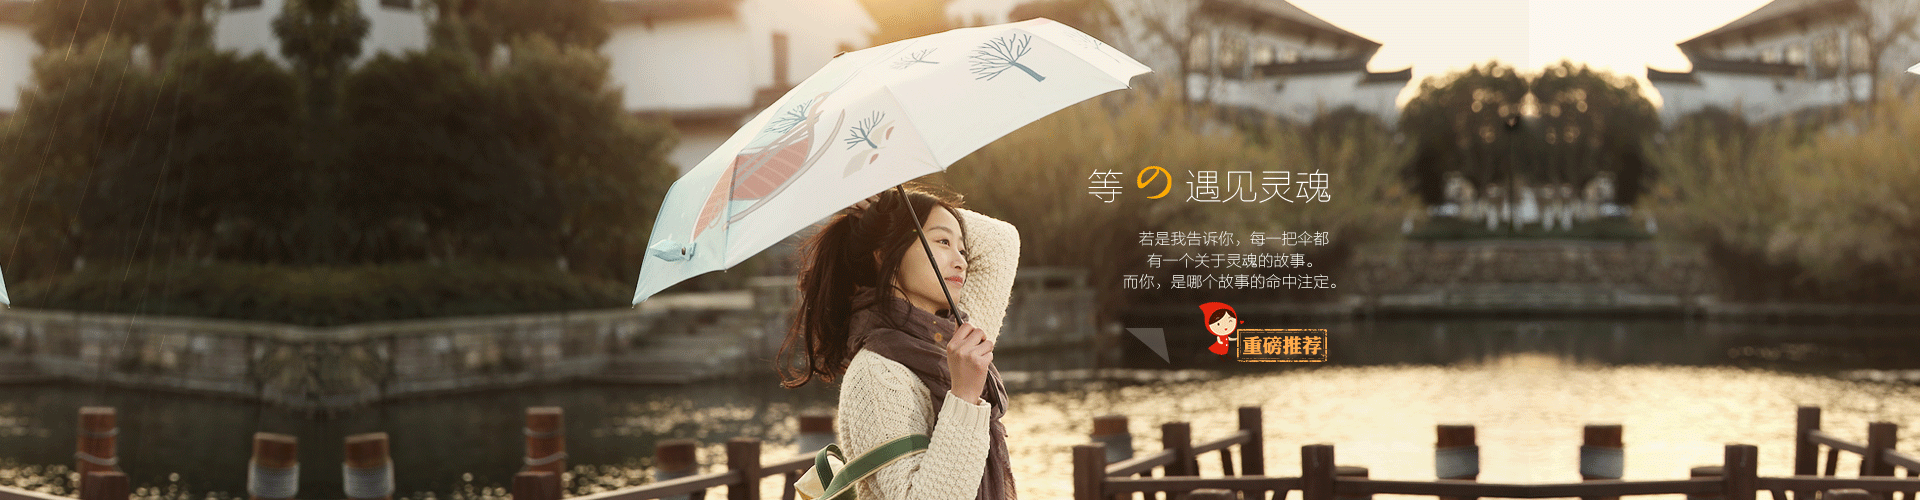 等の遇见灵魂
若是我告诉你，每一把伞都
有一个关于灵魂的故事。
而你，是哪个故事的命中注定。
重磅推荐